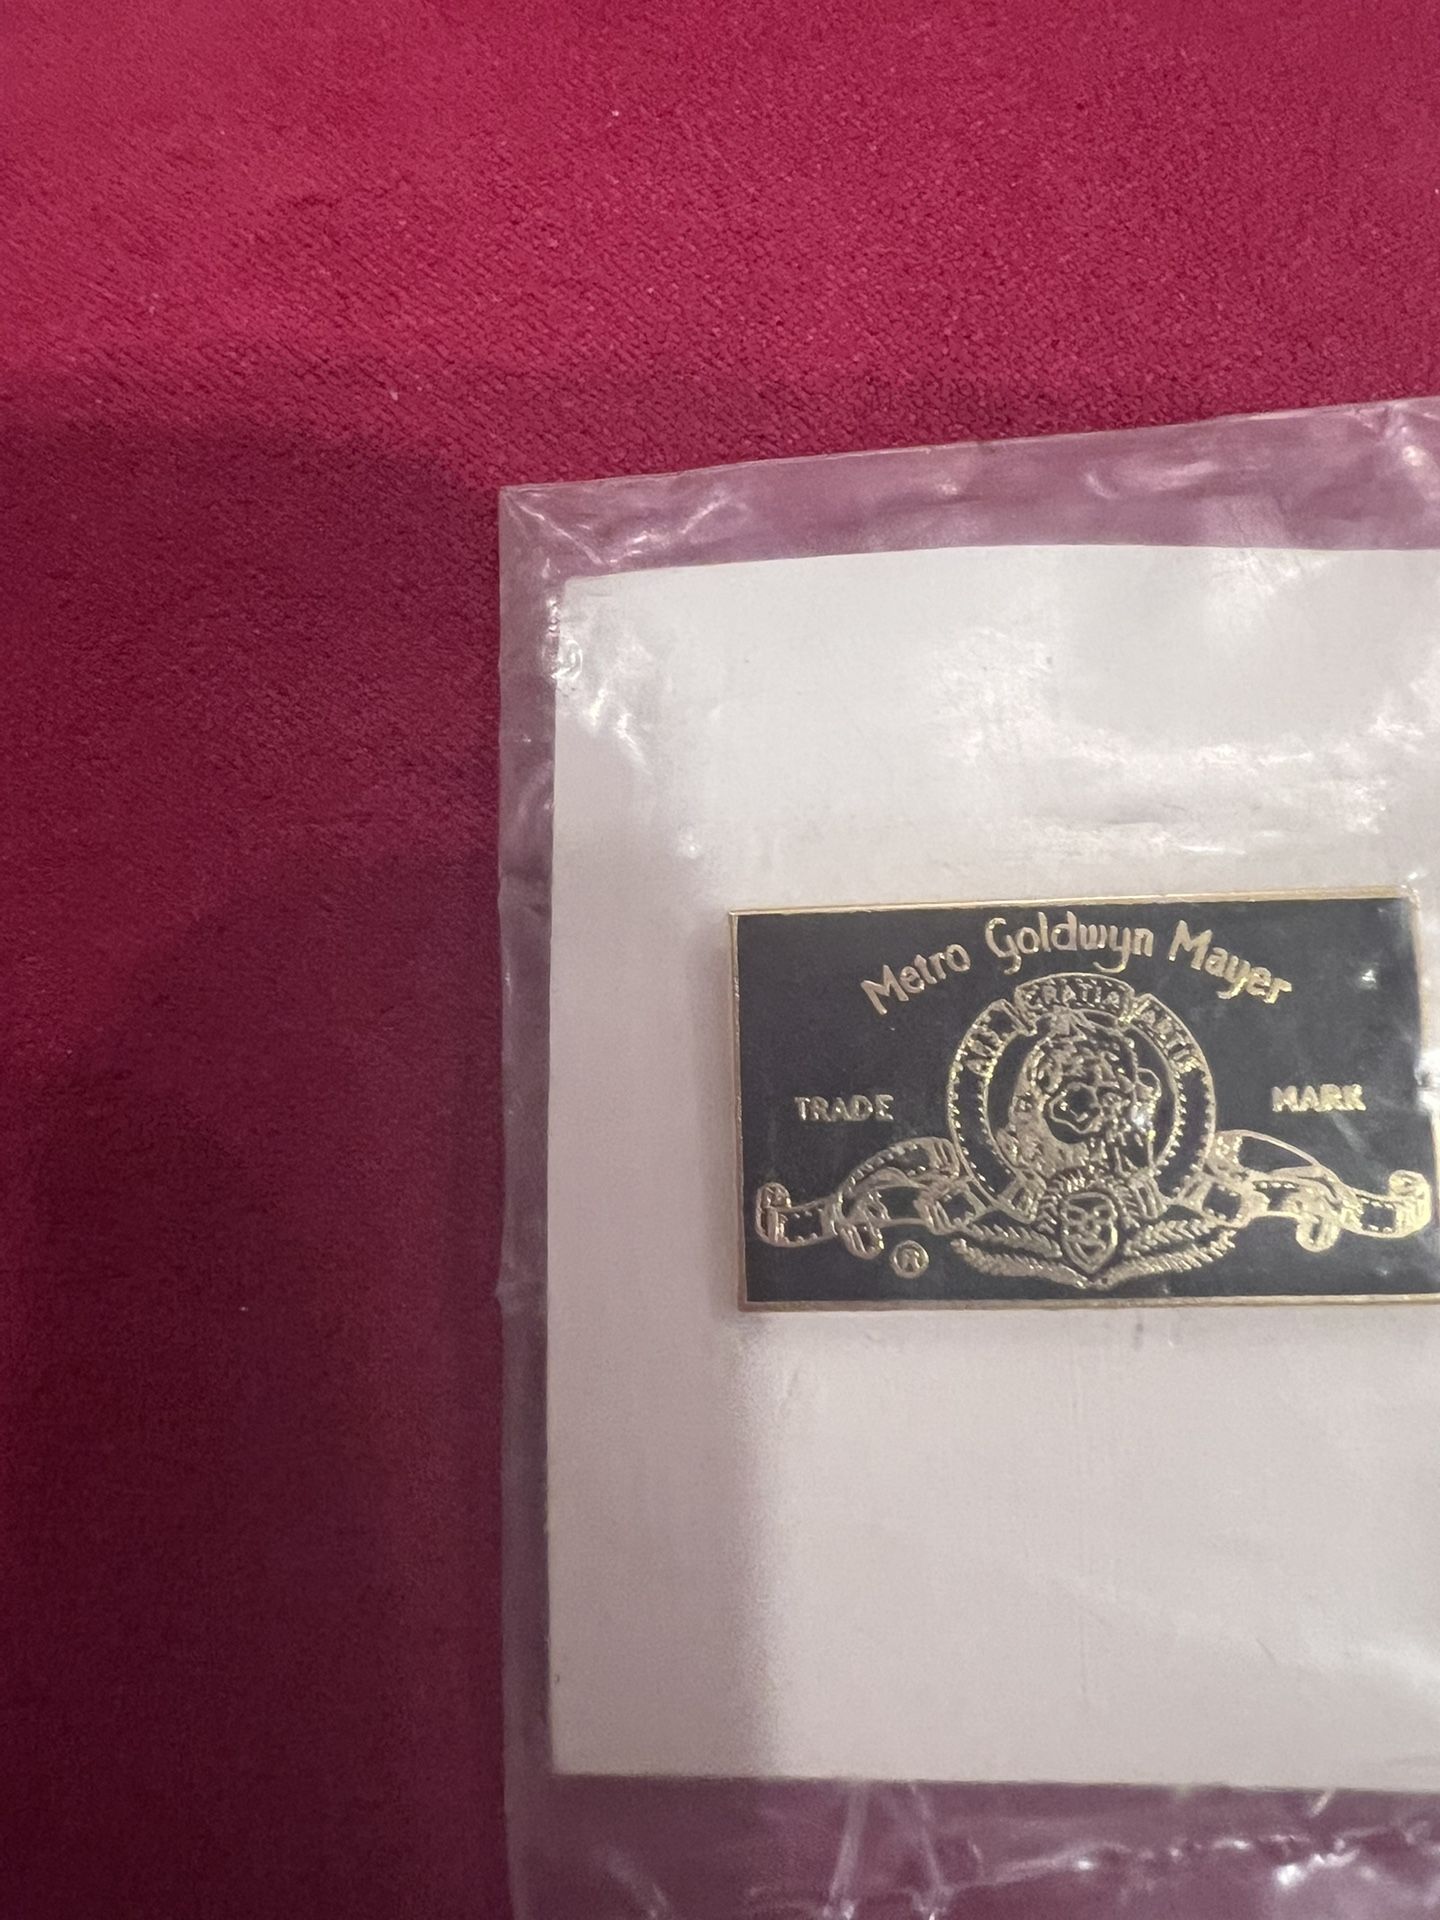 Metro Goldwyn Mayer
ARS GRATIA ARTIS
TRADE MARK
®